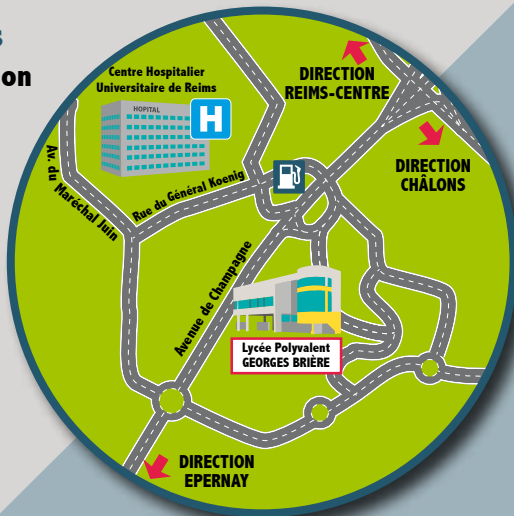 s
on
Centre Hospitalier
Universitaire de Reims
HOPITAL
H
DIRECTION
REIMS-CENTRE
DIRECTION
CHÂLONS
Av. du
Maréchal Juin
Rue du Général Koenig
Avenue de Champagne
Lycée Polyvalent
GEORGES BRIÈRE
DIRECTION
EPERNAY